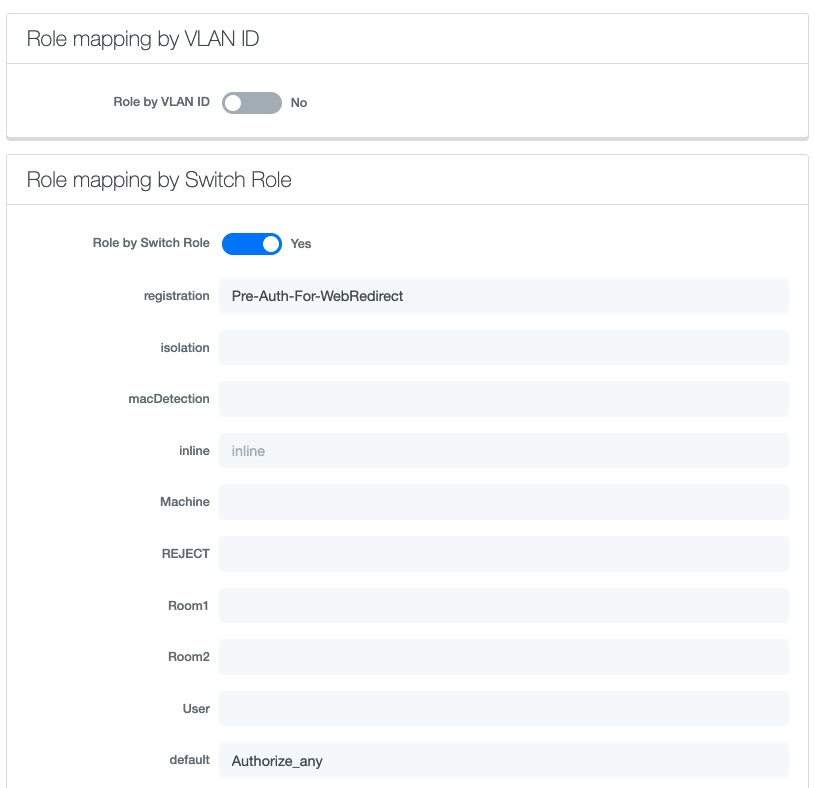 Role mapping by VLAN ID
Role by VLAN ID No
Role mapping by Switch Role
Role by Switch Role Yes
registration Pre-Auth-For-WebRedirect
isolation
macDetection
inline inline
Machine
REJECT
Room1
Room2
User
default Authorize_any